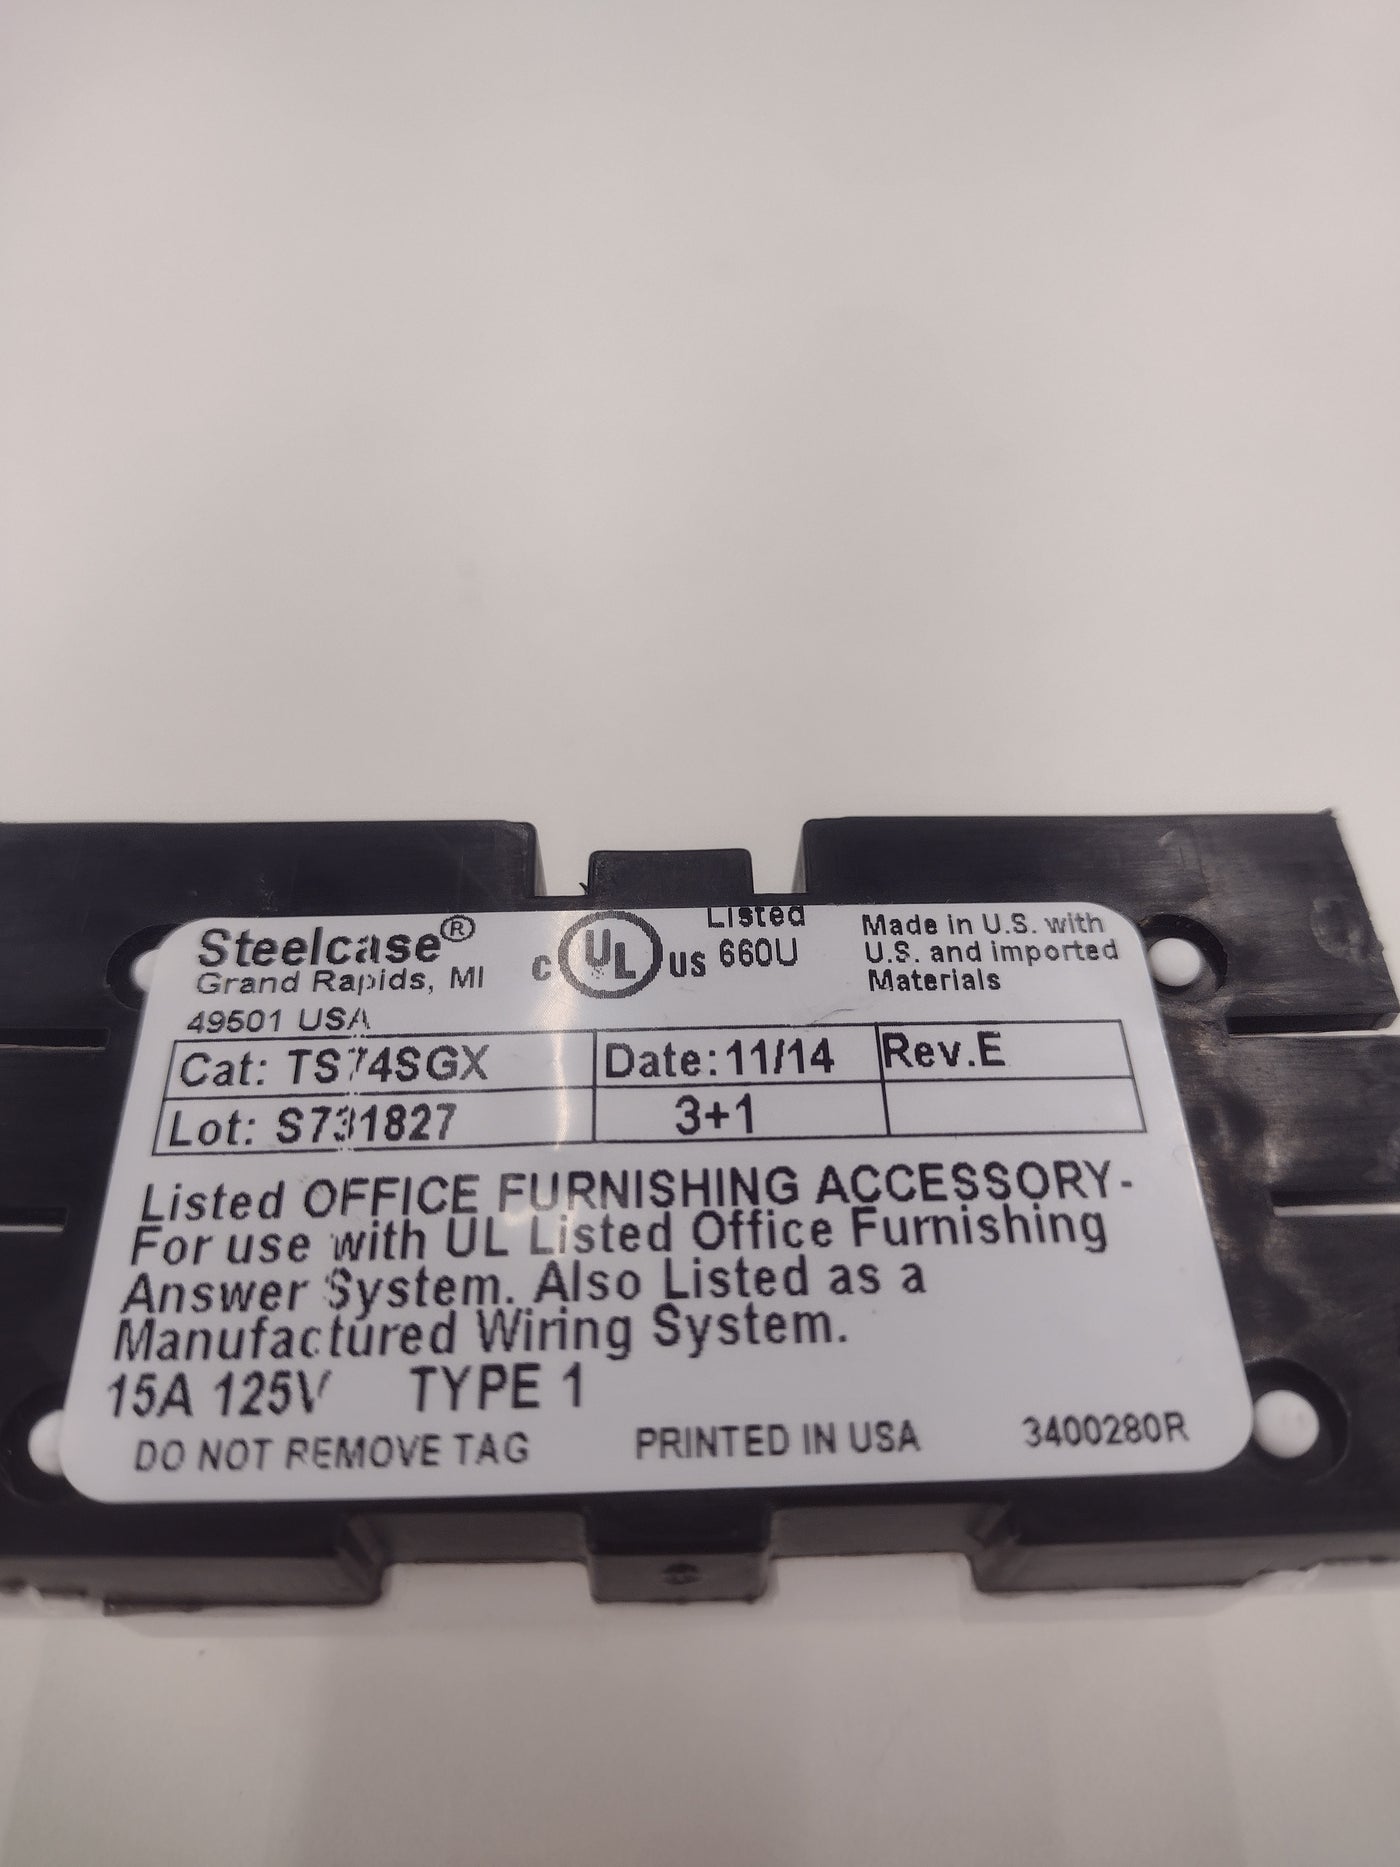 Steelcase®
Grand Rapids, MI
49501 USA
C UL US
Listed
660U
Made in U.S. with
U.S. and imported
Materials
Cat: TS74SGX
Date: 11/14
Rev.E
Lot: S731827
3+1
Listed OFFICE FURNISHING ACCESSORY-
For use with UL Listed Office Furnishing
Answer System. Also Listed as a
Manufactured Wiring System.
15A 125V TYPE 1
DO NOT REMOVE TAG
PRINTED IN USA
3400280R